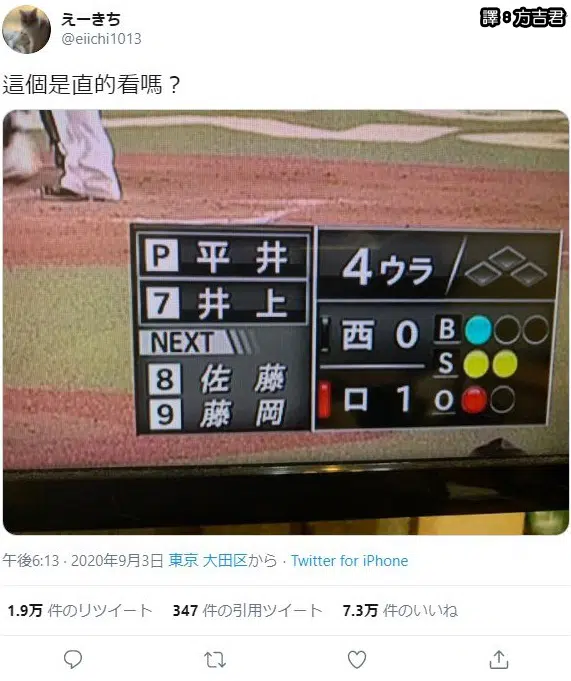 譯8方吉君
えーきち
@eiichi1013
這個是直的看嗎？
P 平井
7 井上
NEXT
8 佐藤
9 藤岡
4ウラ
西 0
ロ 1
B
S
O
午後6:13 · 2020年9月3日 東京 大田区から · Twitter for iPhone
1.9万 件のリツイート 347 件の引用ツイート 7.3万 件のいいね